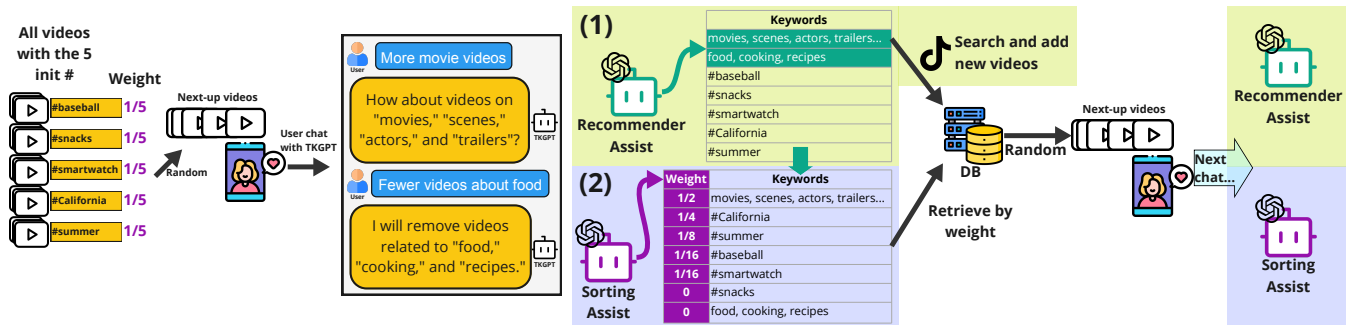 All videos
with the 5
init #
Weight
#baseball
1/5
#snacks
1/5
#smartwatch
1/5
#California
1/5
#summer
1/5
Next-up videos
Random
User chat
with TKGPT
User
More movie videos
How about videos on
"movies," "scenes,"
"actors," and "trailers"?
TKGPT
User
Fewer videos about food
I will remove videos
related to "food,"
"cooking," and "recipes."
TKGPT
(1)
Recommender
Assist
Keywords
movies, scenes, actors, trailers...
food, cooking, recipes
#baseball
#snacks
#smartwatch
#California
#summer
Search and add
new videos
(2)
Sorting
Assist
Weight
Keywords
1/2
movies, scenes, actors, trailers...
1/4
#California
1/8
#summer
1/16
#baseball
1/16
#smartwatch
0
#snacks
0
food, cooking, recipes
DB
Retrieve by
weight
Random
Next-up videos
Next
chat...
Recommender
Assist
Sorting
Assist